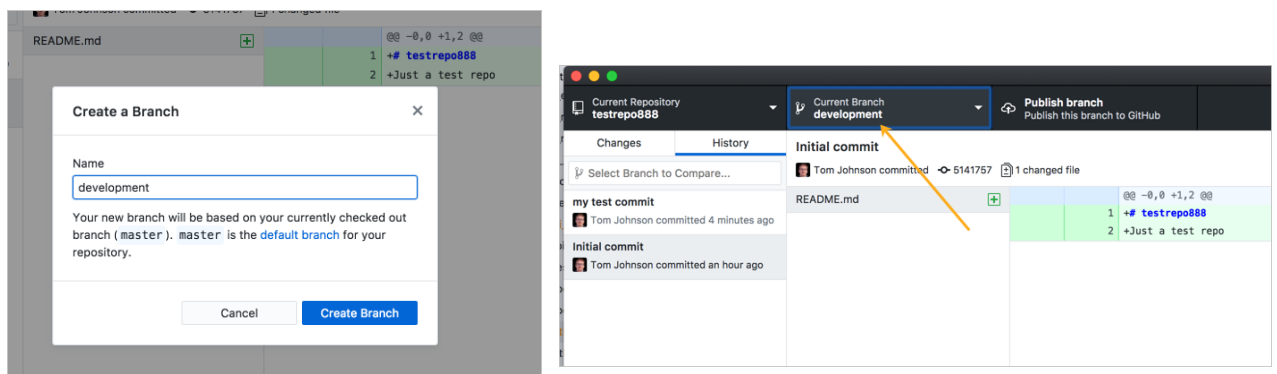 Tom Johnson committed 5141757 1 changed file
README.md
@@ -0,0 +1,2 @@
1 +# testrepo888
2 +Just a test repo
Create a Branch
Name
development
Your new branch will be based on your currently checked out
branch (master). master is the default branch for your
repository.
Cancel
Create Branch
Current Repository
testrepo888
Current Branch
development
Publish branch
Publish this branch to GitHub
Changes
History
Select Branch to Compare...
my test commit
Tom Johnson committed 4 minutes ago
Initial commit
Tom Johnson committed an hour ago
Initial commit
Tom Johnson committed 5141757 1 changed file
README.md
@@ -0,0 +1,2 @@
1 +# testrepo888
2 +Just a test repo